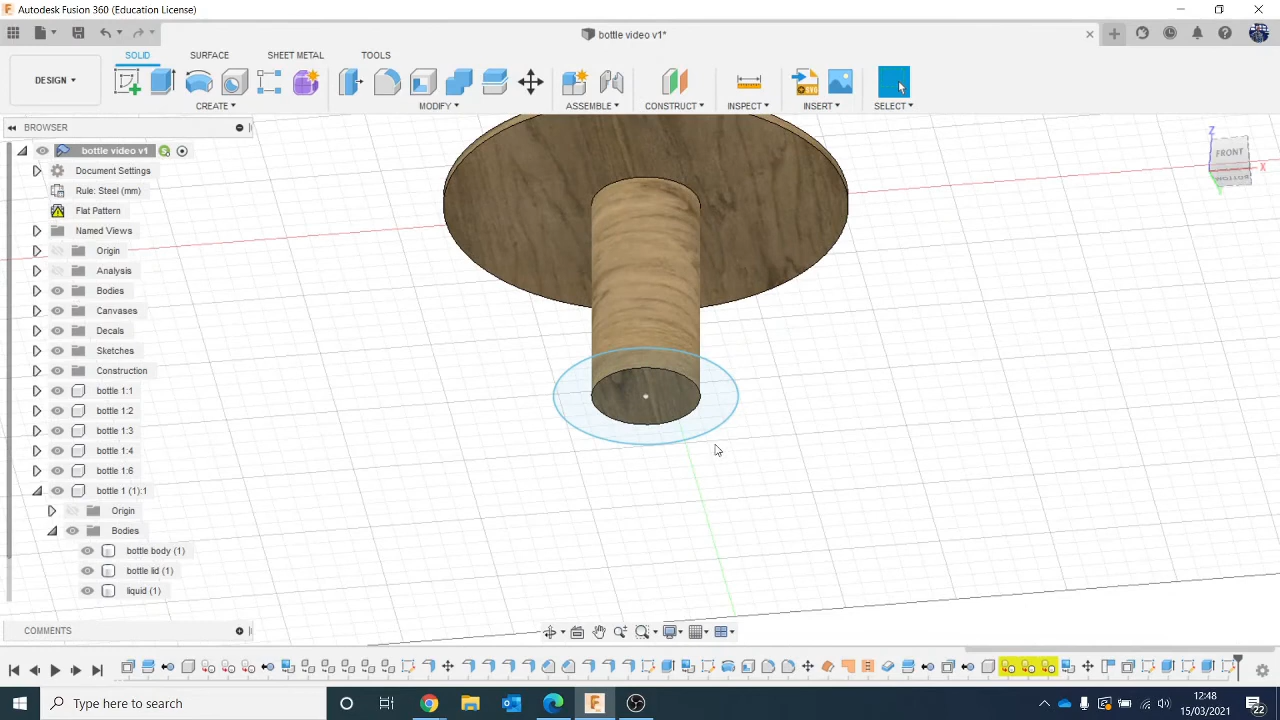 Autodesk Fusion 360 (Education License)
bottle video v1*
SOLID SURFACE SHEET METAL TOOLS
DESIGN
CREATE MODIFY ASSEMBLE CONSTRUCT INSPECT INSERT SELECT
BROWSER
bottle video v1
Document Settings
Rule: Steel (mm)
Flat Pattern
Named Views
Origin
Analysis
Bodies
Canvases
Decals
Sketches
Construction
bottle 1:1
bottle 1:2
bottle 1:3
bottle 1:4
bottle 1:6
bottle 1 (1):1
Origin
Bodies
bottle body (1)
bottle lid (1)
liquid (1)
Z
FRONT
X
COMMENTS
Type here to search
12:48
15/03/2021
22